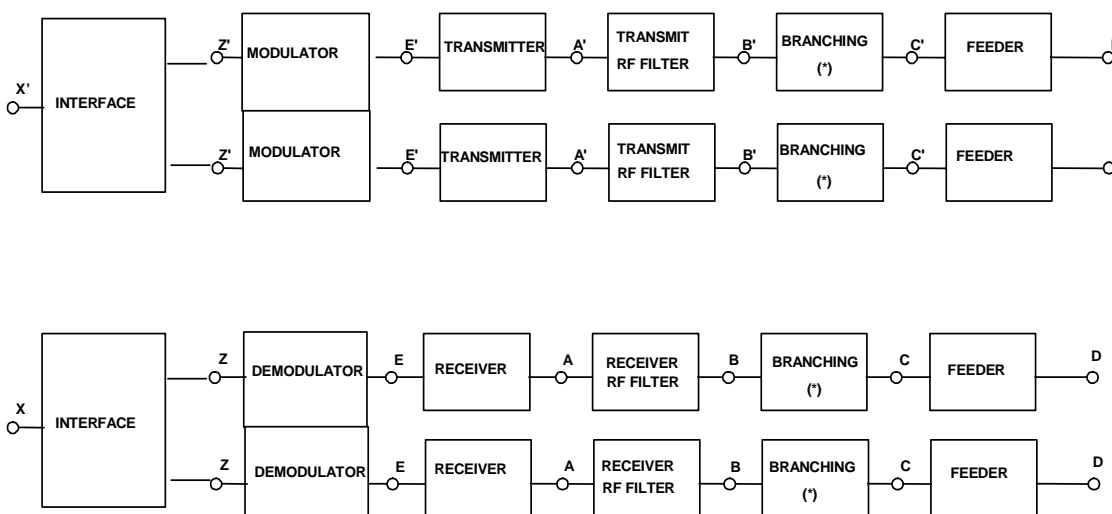 Z' E' A' B' C'
MODULATOR TRANSMITTER TRANSMIT RF FILTER BRANCHING (*) FEEDER
X' INTERFACE
Z' E' A' B' C'
MODULATOR TRANSMITTER TRANSMIT RF FILTER BRANCHING (*) FEEDER
Z E A B C D
DEMODULATOR RECEIVER RECEIVER RF FILTER BRANCHING (*) FEEDER
X INTERFACE
Z E A B C D
DEMODULATOR RECEIVER RECEIVER RF FILTER BRANCHING (*) FEEDER